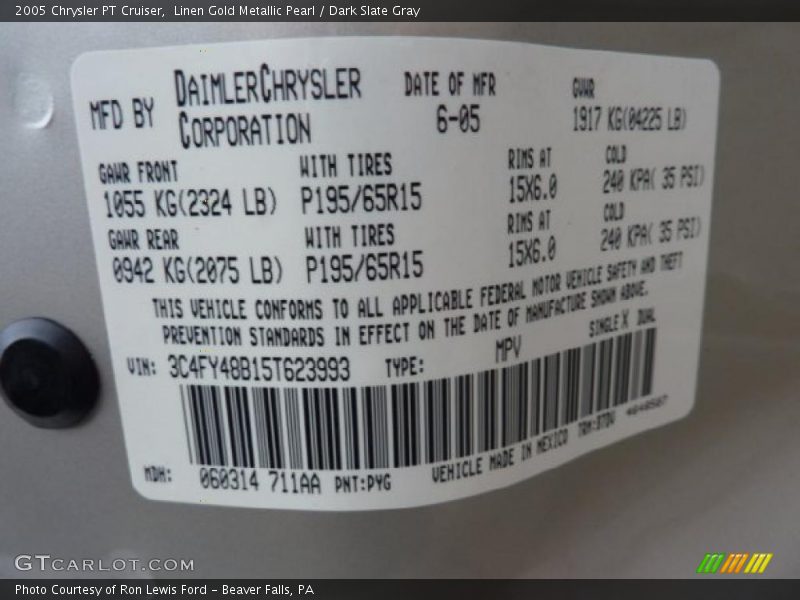 2005 Chrysler PT Cruiser,  Linen Gold Metallic Pearl / Dark Slate Gray
MFD BY DAIMLERCHRYSLER CORPORATION DATE OF MFR 6-05 GVWR 1917 KG(04225 LB)
GAWR FRONT WITH TIRES RIMS AT COLD
1055 KG(2324 LB) P195/65R15 15X6.0 240 KPA( 35 PSI)
GAWR REAR WITH TIRES RIMS AT COLD
0942 KG(2075 LB) P195/65R15 15X6.0 240 KPA( 35 PSI)
THIS VEHICLE CONFORMS TO ALL APPLICABLE FEDERAL MOTOR VEHICLE SAFETY AND THEFT
PREVENTION STANDARDS IN EFFECT ON THE DATE OF MANUFACTURE SHOWN ABOVE.
VIN: 3C4FY48B15T623993 TYPE: MPV SINGLE X DUAL
MDH: 060314 711AA PNT:PYG VEHICLE MADE IN MEXICO
GTCARLOT.COM
Photo Courtesy of Ron Lewis Ford - Beaver Falls, PA